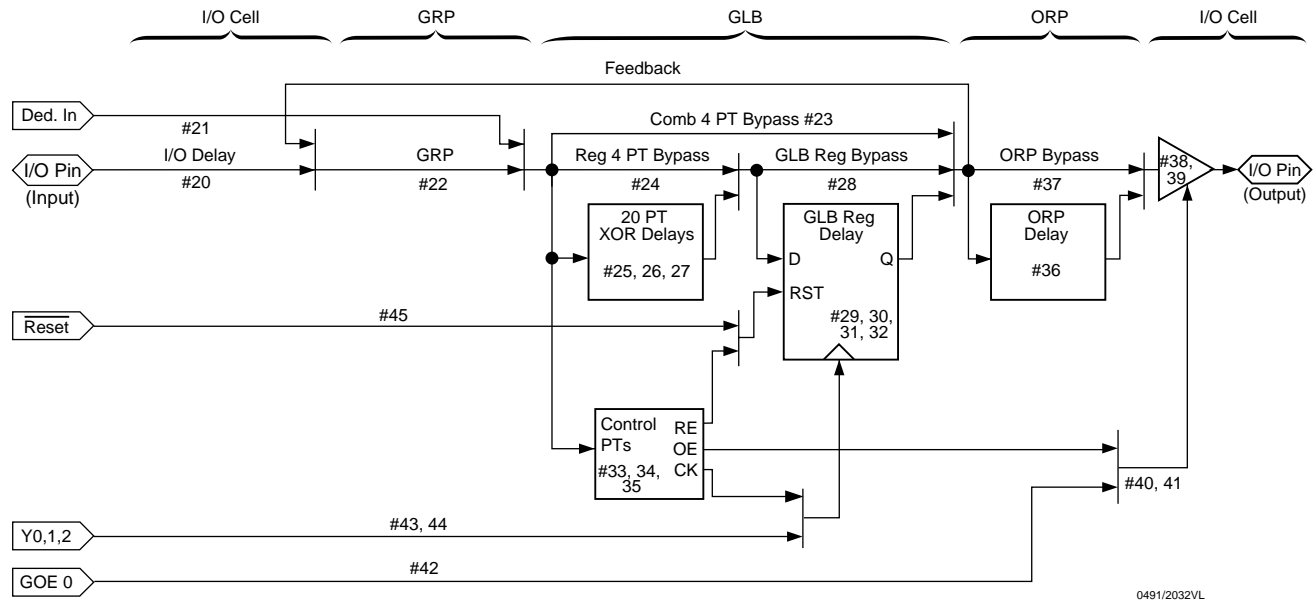 I/O Cell
GRP
GLB
ORP
I/O Cell
Feedback
Ded. In
#21
Comb 4 PT Bypass #23
I/O Pin
(Input)
I/O Delay
#20
GRP
#22
Reg 4 PT Bypass
#24
GLB Reg Bypass
#28
ORP Bypass
#37
#38,
39
I/O Pin
(Output)
20 PT
XOR Delays
#25, 26, 27
GLB Reg
Delay
D
Q
RST
#29, 30,
31, 32
ORP
Delay
#36
Reset
#45
Control
PTs
#33, 34,
35
RE
OE
CK
#40, 41
Y0,1,2
#43, 44
GOE 0
#42
0491/2032VL